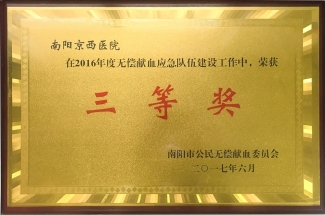 南阳京西医院
在2016年度无偿献血应急队伍建设工作中，荣获
三等奖
南阳市公民无偿献血委员会
二〇一七年六月